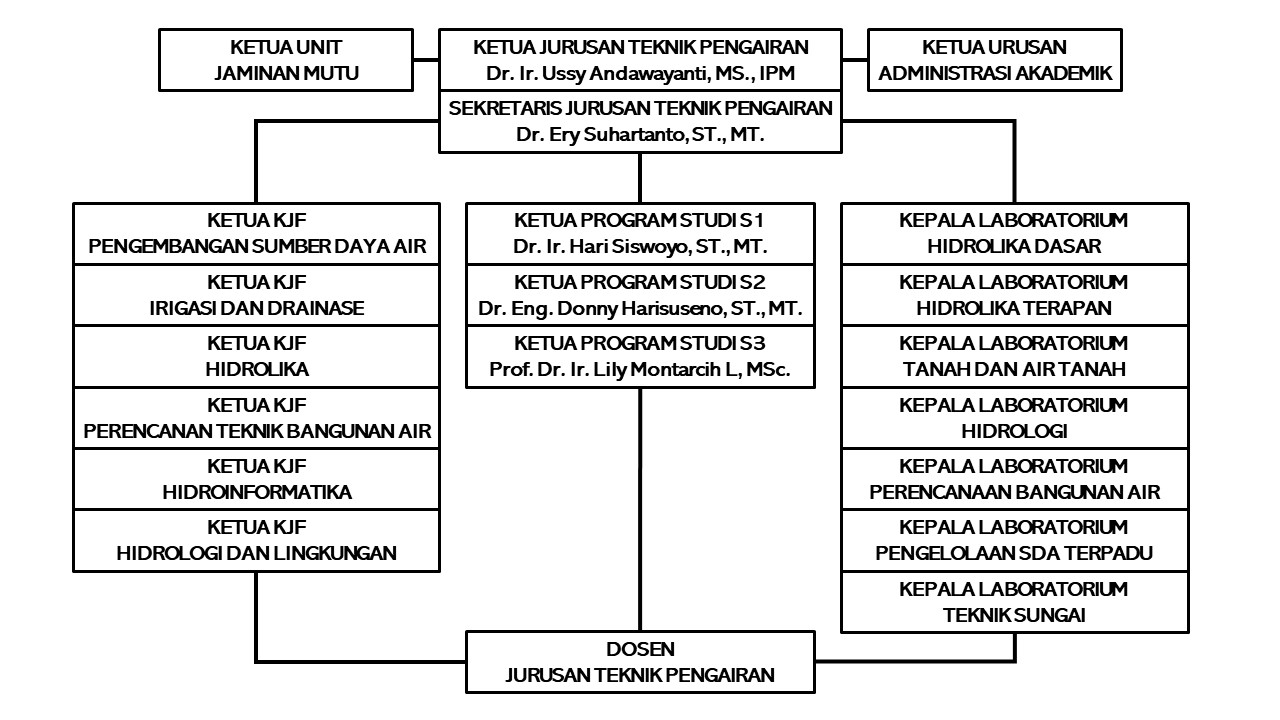 KETUA UNIT
JAMINAN MUTU
KETUA JURUSAN TEKNIK PENGAIRAN
Dr. Ir. Ussy Andawayanti, MS., IPM
KETUA URUSAN
ADMINISTRASI AKADEMIK
SEKRETARIS JURUSAN TEKNIK PENGAIRAN
Dr. Ery Suhartanto, ST., MT.
KETUA KJF
PENGEMBANGAN SUMBER DAYA AIR
KETUA KJF
IRIGASI DAN DRAINASE
KETUA KJF
HIDROLIKA
KETUA KJF
PERENCANAN TEKNIK BANGUNAN AIR
KETUA KJF
HIDROINFORMATIKA
KETUA KJF
HIDROLOGI DAN LINGKUNGAN
KETUA PROGRAM STUDI S1
Dr. Ir. Hari Siswoyo, ST., MT.
KETUA PROGRAM STUDI S2
Dr. Eng. Donny Harisuseno, ST., MT.
KETUA PROGRAM STUDI S3
Prof. Dr. Ir. Lily Montarcih L, MSc.
KEPALA LABORATORIUM
HIDROLIKA DASAR
KEPALA LABORATORIUM
HIDROLIKA TERAPAN
KEPALA LABORATORIUM
TANAH DAN AIR TANAH
KEPALA LABORATORIUM
HIDROLOGI
KEPALA LABORATORIUM
PERENCANAAN BANGUNAN AIR
KEPALA LABORATORIUM
PENGELOLAAN SDA TERPADU
KEPALA LABORATORIUM
TEKNIK SUNGAI
DOSEN
JURUSAN TEKNIK PENGAIRAN